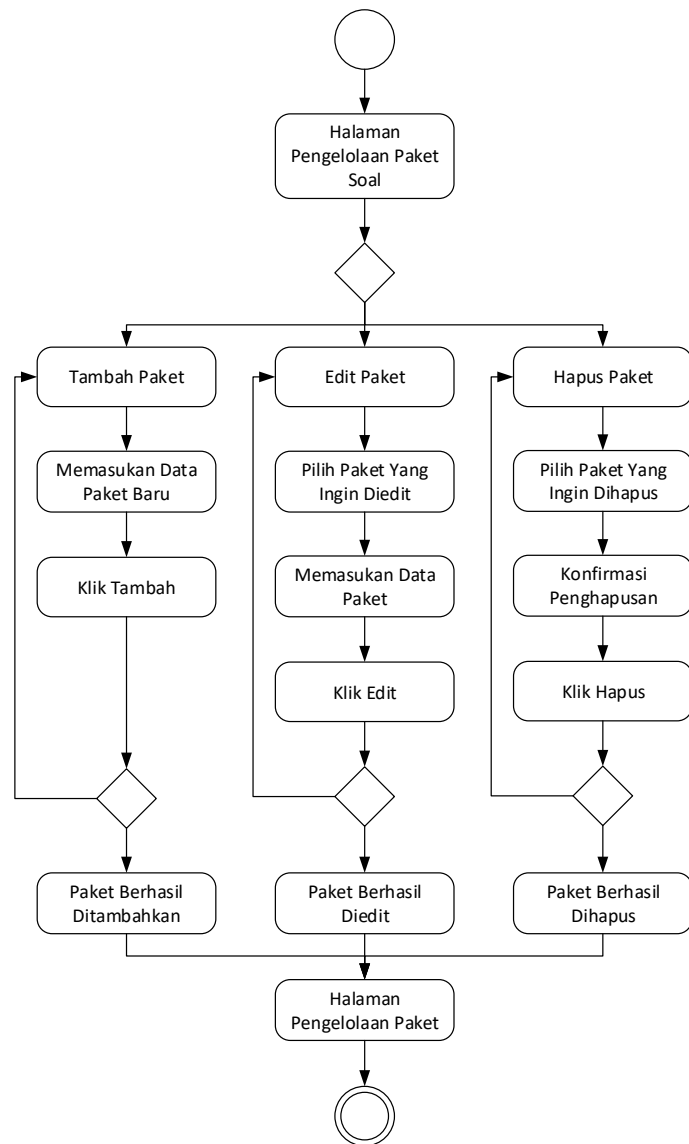 Halaman
Pengelolaan Paket
Soal
Tambah Paket
Edit Paket
Hapus Paket
Memasukan Data
Paket Baru
Pilih Paket Yang
Ingin Diedit
Pilih Paket Yang
Ingin Dihapus
Klik Tambah
Memasukan Data
Paket
Konfirmasi
Penghapusan
Klik Edit
Klik Hapus
Paket Berhasil
Ditambahkan
Paket Berhasil
Diedit
Paket Berhasil
Dihapus
Halaman
Pengelolaan Paket